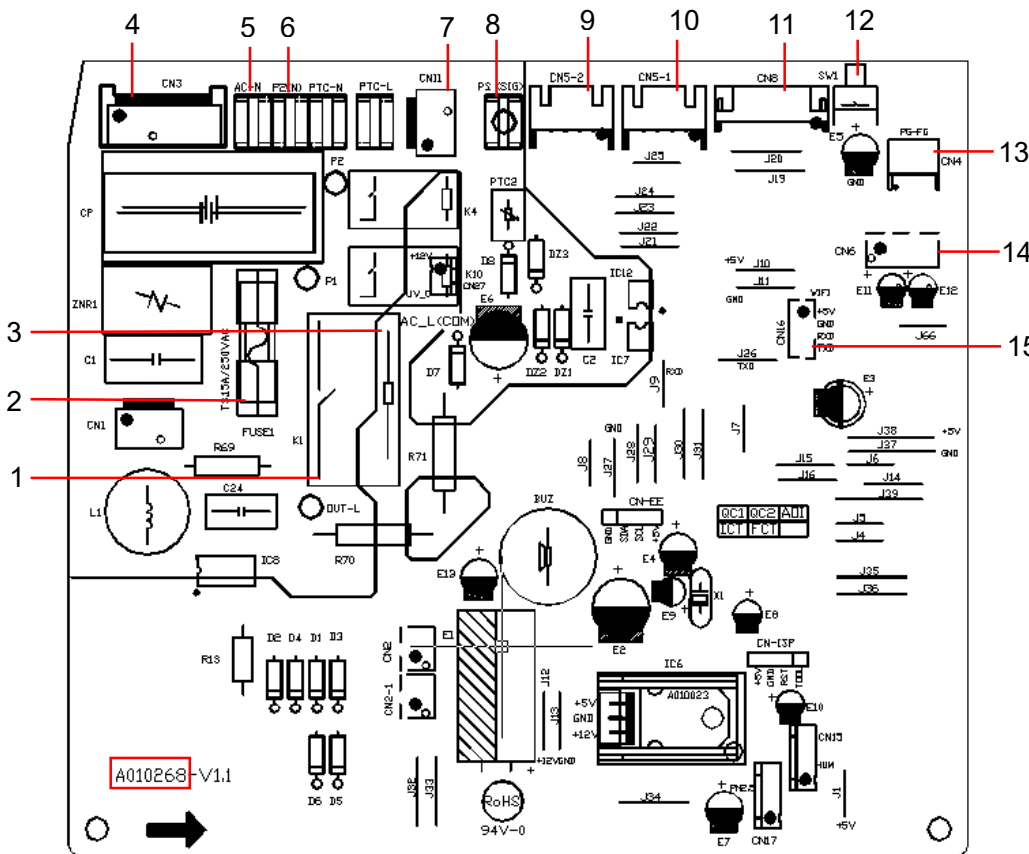 4 5 6 7 8 9 10 11 12
CN3 AC-N P2(N) PTC-N PTC-L CN11 P1(SIG) CN5-2 CN5-1 CN8 SW1
E5 PG-FG CN4 13
GND
J25 J20
J19
P2 PTC2
CP K4 J24
J23
J22
J21
D8 DZ3 CN6 14
+12V K10 IC12 +5V J10
CN27 J11
P1 GND
ZNR1 E6 E11 E12
3 AC_L(COM) WIFI
+5V
GND
RXD
TXD
CN16 J66 15
TS15A/250VAC
C1 D7 DZ2 DZ1 C2 IC7 J26
TXD
J9 RXD E3
2 CN1 FUSE1 K1 J7
R69 R71 GND J38 +5V
J37 GND
1 J8 J27 J28 J29 J30 J31 J15 J6
J16 J14
L1 C24 OUT-L BUZ CN-EE J39
GND SDA SCL +5V
QC1 QC2 AOI
ICT FCT
J5
J4
R70 IC8 E13 E4 X1 J35
J36
E9 E8
E1 E2
R13 D2 D4 D1 D3 CN2 CN-ISP
+5V GND RST TOOL
CN2-1 J12 IC6
A010023
J13 +5V
GND
+12V
E10 CN15
HUM
+12V GND
A010268-V1.1
D6 D5 J32 J33 RoHS
94V-0
J34 E7 PM2.5
CN17
J1
+5V